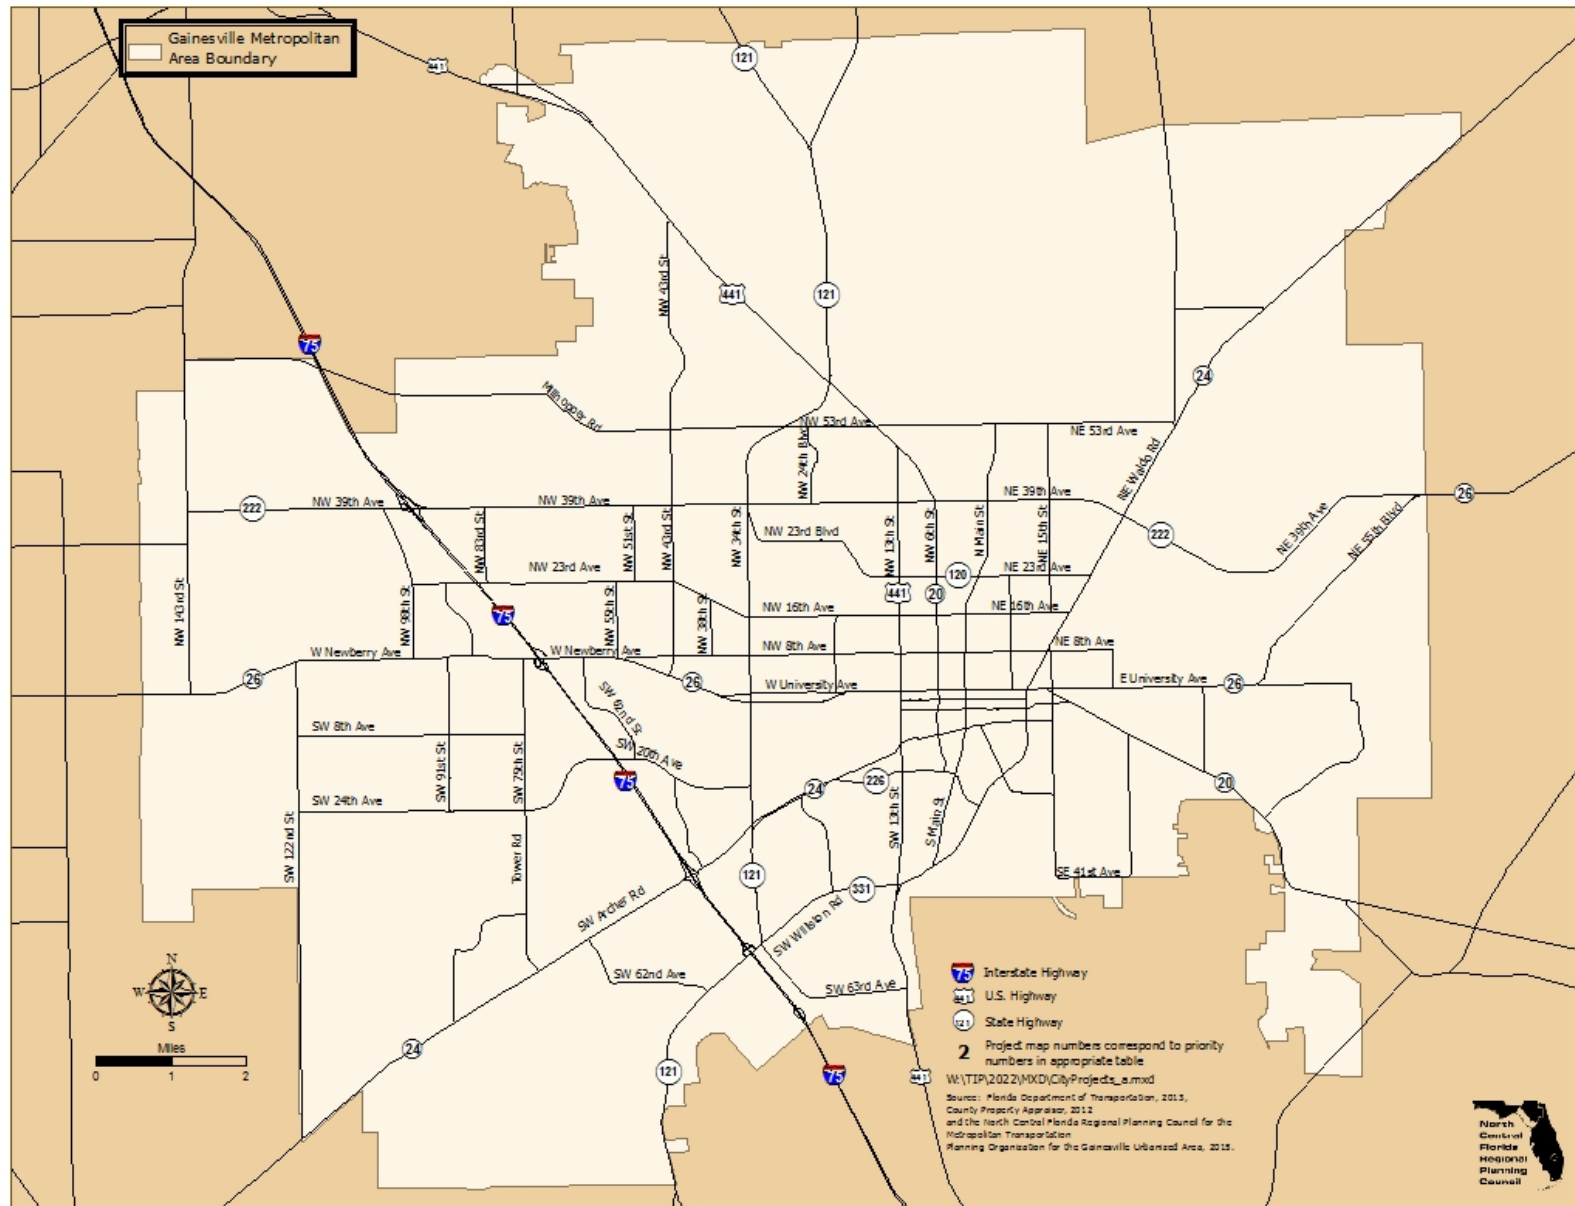 Gainesville Metropolitan
Area Boundary
441
121
441
121
75
NW 43rd St
24
Millhopper Rd
NW 53rd Ave
NE 53rd Ave
NW 24th Blvd
NE Waldo Rd
222
NW 39th Ave
NW 39th Ave
NE 39th Ave
26
NW 83rd St
NW 51st St
NW 43rd St
NW 34th St
NW 23rd Blvd
NW 13th St
NW 6th St
N Main St
NE 15th St
222
NE 39th Ave
NE 55th Blvd
NW 143rd St
NW 98th St
NW 23rd Ave
120
NE 23rd Ave
75
NW 55th St
NW 38th St
441
20
NW 16th Ave
NE 16th Ave
W Newberry Ave
W Newberry Ave
NW 8th Ave
NE 8th Ave
26
26
W University Ave
E University Ave
26
SW 62nd St
SW 8th Ave
SW 20th Ave
SW 91st St
SW 75th St
75
24
226
20
SW 24th Ave
SW 13th St
S Main St
SW 122nd St
Tower Rd
121
331
SE 41st Ave
SW Archer Rd
SW Williston Rd
SW 62nd Ave
SW 63rd Ave
24
121
75
441
N
W
E
S
Miles
0 1 2
75 Interstate Highway
441 U.S. Highway
121 State Highway
2 Project map numbers correspond to priority
numbers in appropriate table
W:\TIP\2022\MXD\CityProjects_a.mxd
Source: Florida Department of Transportation, 2013,
County Property Appraiser, 2012
and the North Central Florida Regional Planning Council for the
Metropolitan Transportation
Planning Organization for the Gainesville Urbanized Area, 2013.
North
Central
Florida
Regional
Planning
Council